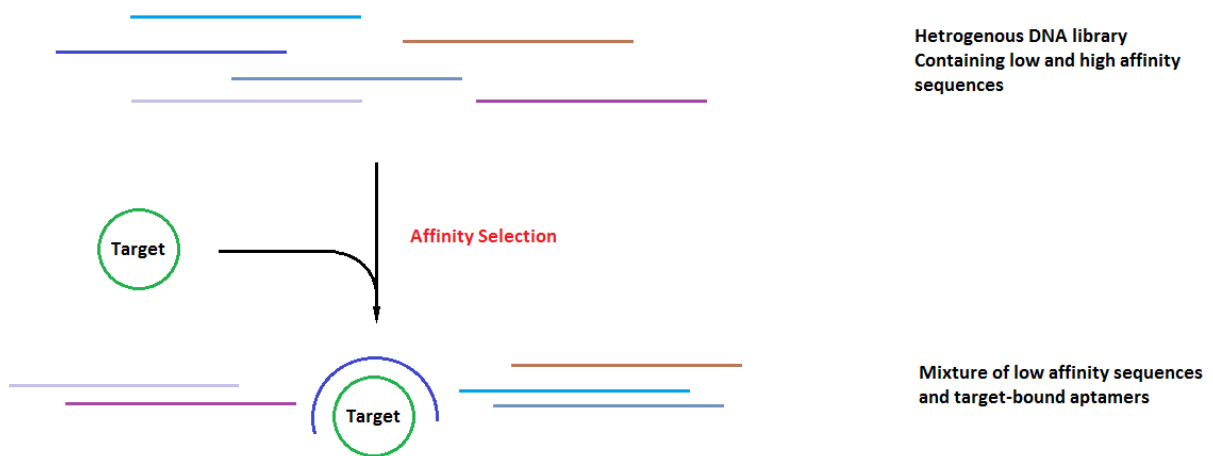 Hetrogenous DNA library
Containing low and high affinity
sequences
Target
Affinity Selection
Target
Mixture of low affinity sequences
and target-bound aptamers